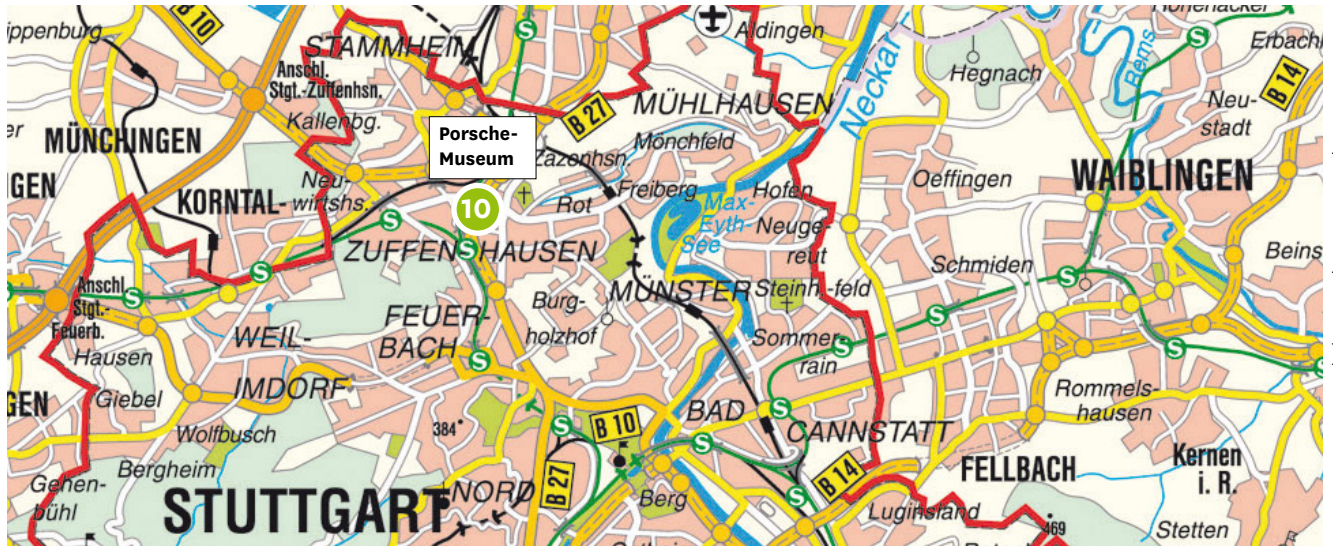 ippenburg
B 10
STAMMHEIM
Aldingen
Hohenacker
Erbach
Anschl.
Stgt.-Zuffenhsn.
Kallenbg.
B 27
MÜHLHAUSEN
Neckar
Hegnach
Rems
B 14
Neu-
stadt
er
MÜNCHINGEN
Porsche-
Museum
Zazenhsn.
Mönchfeld
Freiberg
Hofen
Oeffingen
WAIBLINGEN
GEN
KORNTAL-
Neu-
wirtshs.
10
Rot
Max-
Eyth-
See
Neuge-
reut
ZUFFENHAUSEN
S
S
S
S
S
Schmiden
Beins
Anschl.
Stgt.-
Feuerb.
Burg-
holzhof
MÜNSTER
Steinh.-feld
S
S
FEUER-
BACH
WEIL-
IMDORF
Hausen
Giebel
Sommer-
rain
S
S
S
S
Rommels-
hausen
GEN
Wolfbusch
384
B 10
BAD
CANNSTATT
S
S
S
Bergheim
Gehen-
bühl
STUTTGART
-NORD
B 27
Berg
B 14
S
S
FELLBACH
Kernen
i. R.
Luginsland
469
Stetten